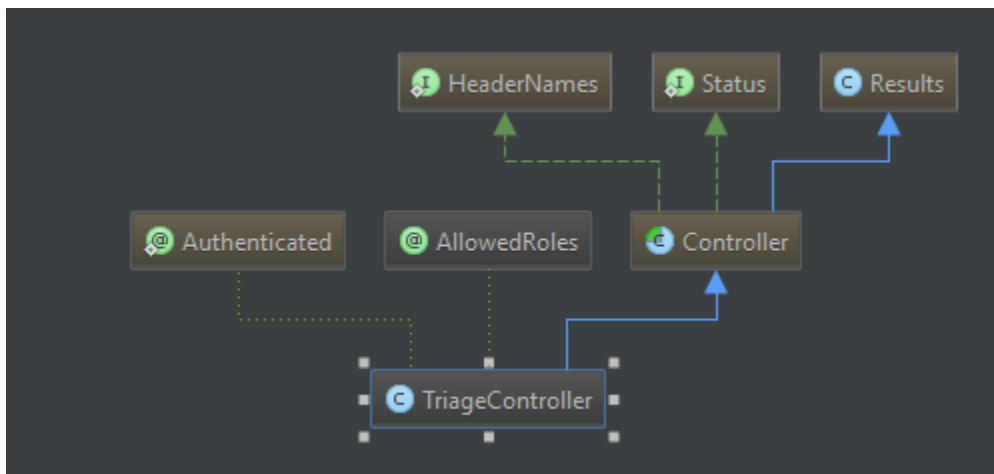 HeaderNames
Status
Results
Authenticated
AllowedRoles
Controller
TriageController